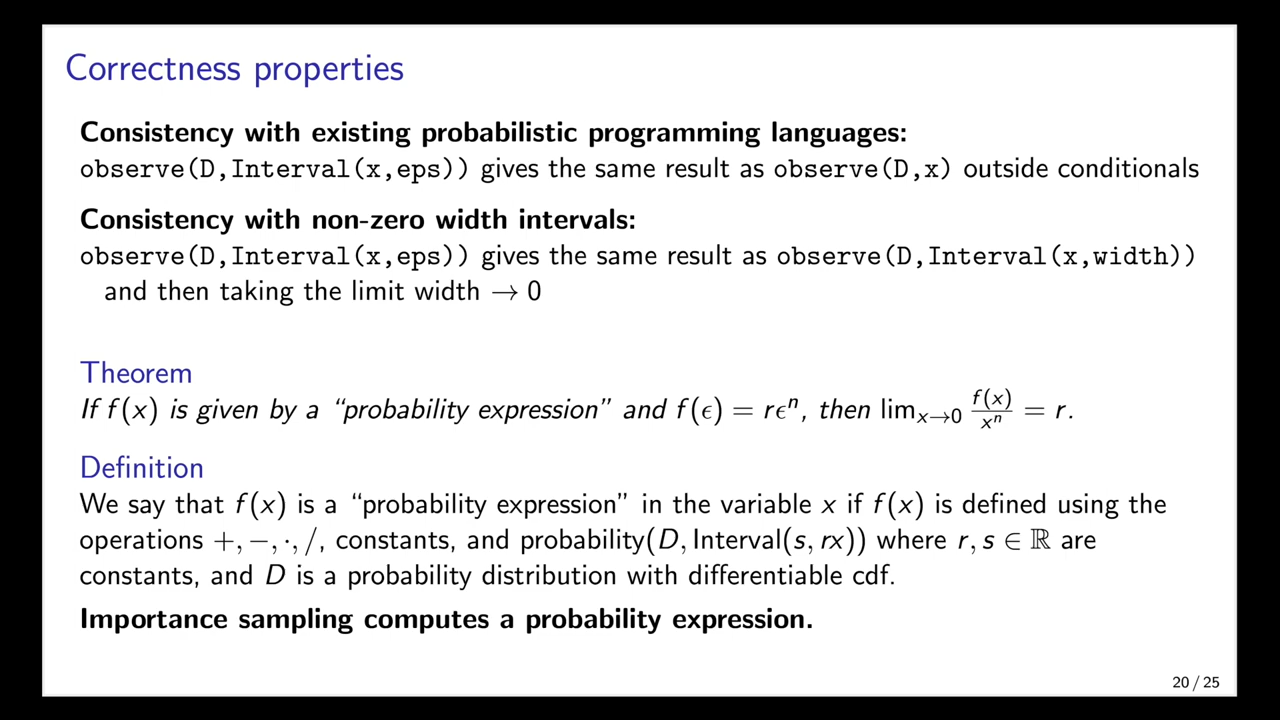 Correctness properties
Consistency with existing probabilistic programming languages:
observe(D,Interval(x,eps)) gives the same result as observe(D,x) outside conditionals
Consistency with non-zero width intervals:
observe(D,Interval(x,eps)) gives the same result as observe(D,Interval(x,width))
and then taking the limit width → 0
Theorem
If f(x) is given by a “probability expression” and f(ϵ) = rϵⁿ, then limₓ→₀ f(x)/xⁿ = r.
Definition
We say that f(x) is a “probability expression” in the variable x if f(x) is defined using the
operations +, −, ·, /, constants, and probability(D, Interval(s, rx)) where r, s ∈ ℝ are
constants, and D is a probability distribution with differentiable cdf.
Importance sampling computes a probability expression.
20 / 25